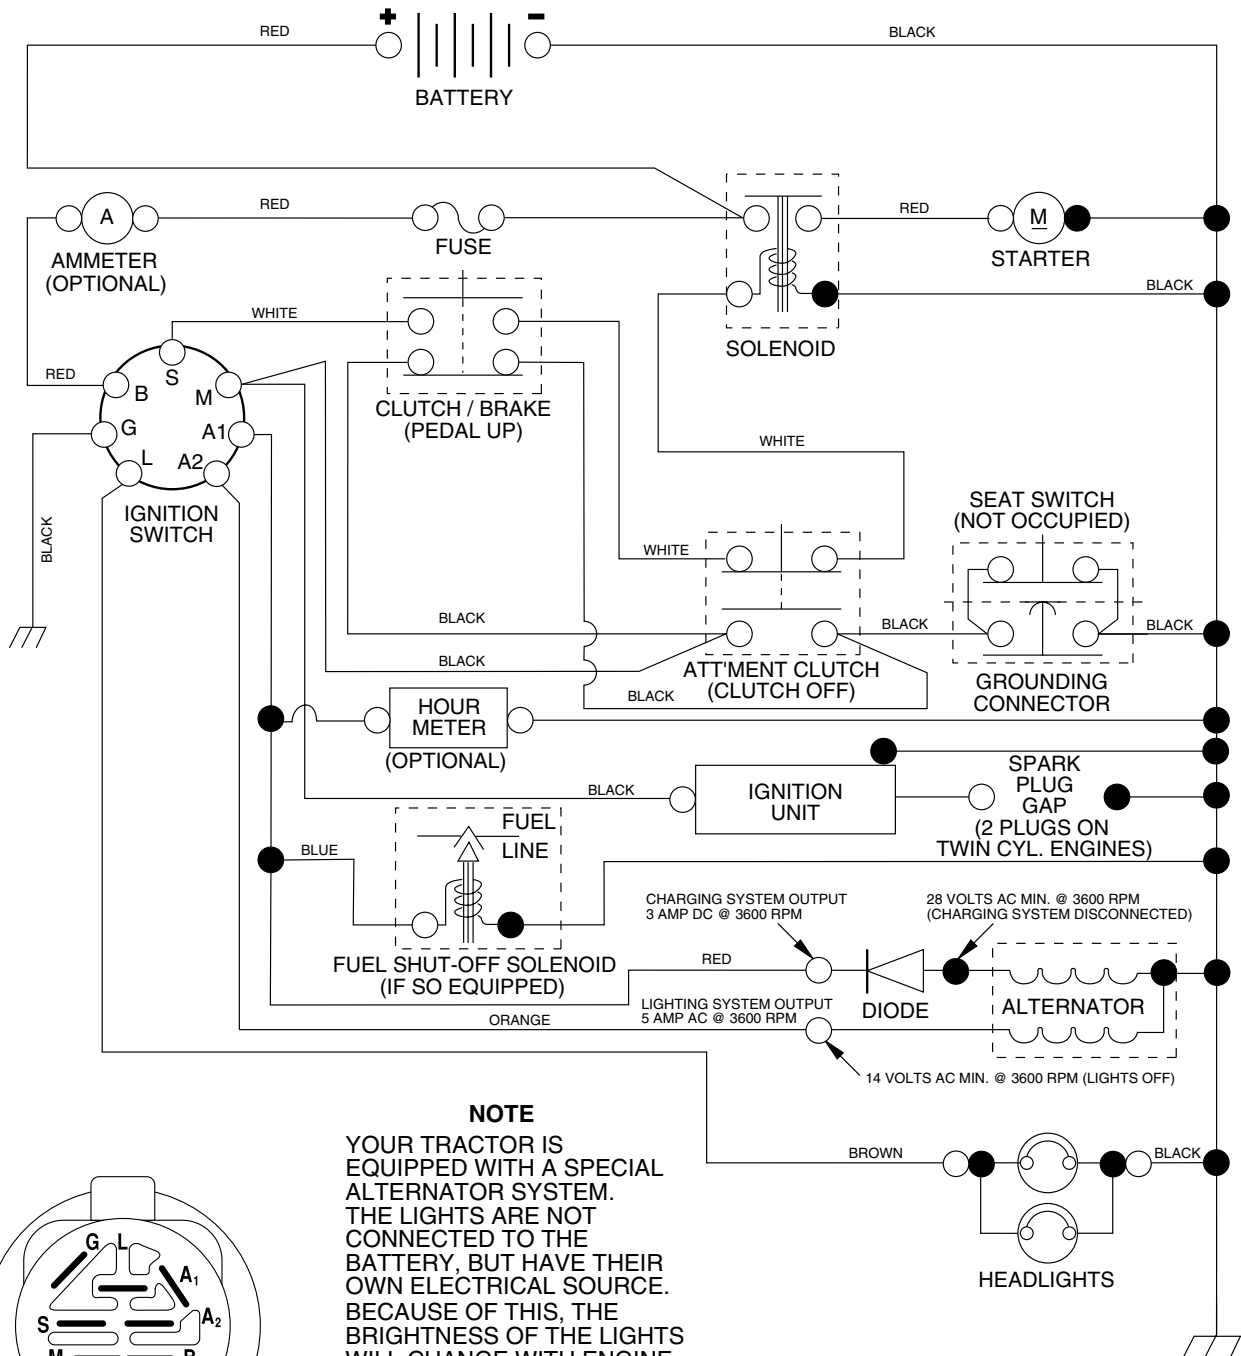 + −
RED
BLACK
BATTERY
A
RED
RED
M
AMMETER
(OPTIONAL)
FUSE
STARTER
BLACK
WHITE
SOLENOID
RED
S
B
M
CLUTCH / BRAKE
(PEDAL UP)
G
A1
L
A2
WHITE
IGNITION
SWITCH
BLACK
SEAT SWITCH
(NOT OCCUPIED)
WHITE
BLACK
BLACK
BLACK
BLACK
ATT'MENT CLUTCH
(CLUTCH OFF)
BLACK
GROUNDING
CONNECTOR
HOUR
METER
(OPTIONAL)
BLACK
IGNITION
UNIT
SPARK
PLUG
GAP
(2 PLUGS ON
TWIN CYL. ENGINES)
FUEL
LINE
BLUE
CHARGING SYSTEM OUTPUT
3 AMP DC @ 3600 RPM
28 VOLTS AC MIN. @ 3600 RPM
(CHARGING SYSTEM DISCONNECTED)
FUEL SHUT-OFF SOLENOID
(IF SO EQUIPPED)
RED
DIODE
ALTERNATOR
LIGHTING SYSTEM OUTPUT
5 AMP AC @ 3600 RPM
ORANGE
14 VOLTS AC MIN. @ 3600 RPM (LIGHTS OFF)
NOTE
YOUR TRACTOR IS
EQUIPPED WITH A SPECIAL
ALTERNATOR SYSTEM.
THE LIGHTS ARE NOT
CONNECTED TO THE
BATTERY, BUT HAVE THEIR
OWN ELECTRICAL SOURCE.
BECAUSE OF THIS, THE
BRIGHTNESS OF THE LIGHTS
WILL CHANGE WITH ENGINE
BROWN
BLACK
HEADLIGHTS
G L
A1
S
A2
M
B